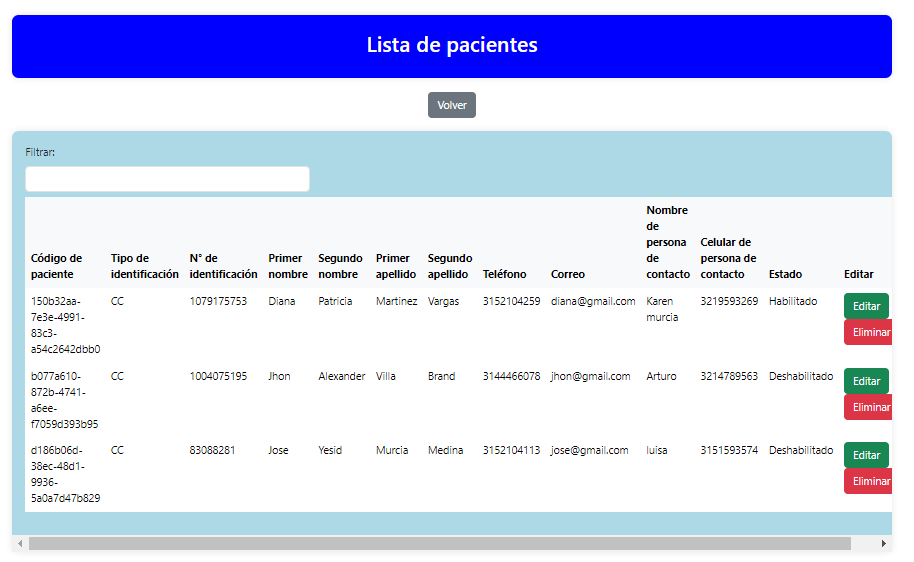 Lista de pacientes
Volver
Filtrar:
Código de paciente Tipo de identificación N° de identificación Primer nombre Segundo nombre Primer apellido Segundo apellido Teléfono Correo Nombre de persona de contacto Celular de persona de contacto Estado Editar
150b32aa-7e3e-4991-83c3-a54c2642dbb0 CC 1079175753 Diana Patricia Martinez Vargas 3152104259 diana@gmail.com Karen murcia 3219593269 Habilitado Editar Eliminar
b077a610-872b-4741-a6ee-f7059d393b95 CC 1004075195 Jhon Alexander Villa Brand 3144466078 jhon@gmail.com Arturo 3214789563 Deshabilitado Editar Eliminar
d186b06d-38ec-48d1-9936-5a0a7d47b829 CC 83088281 Jose Yesid Murcia Medina 3152104113 jose@gmail.com luisa 3151593574 Deshabilitado Editar Eliminar